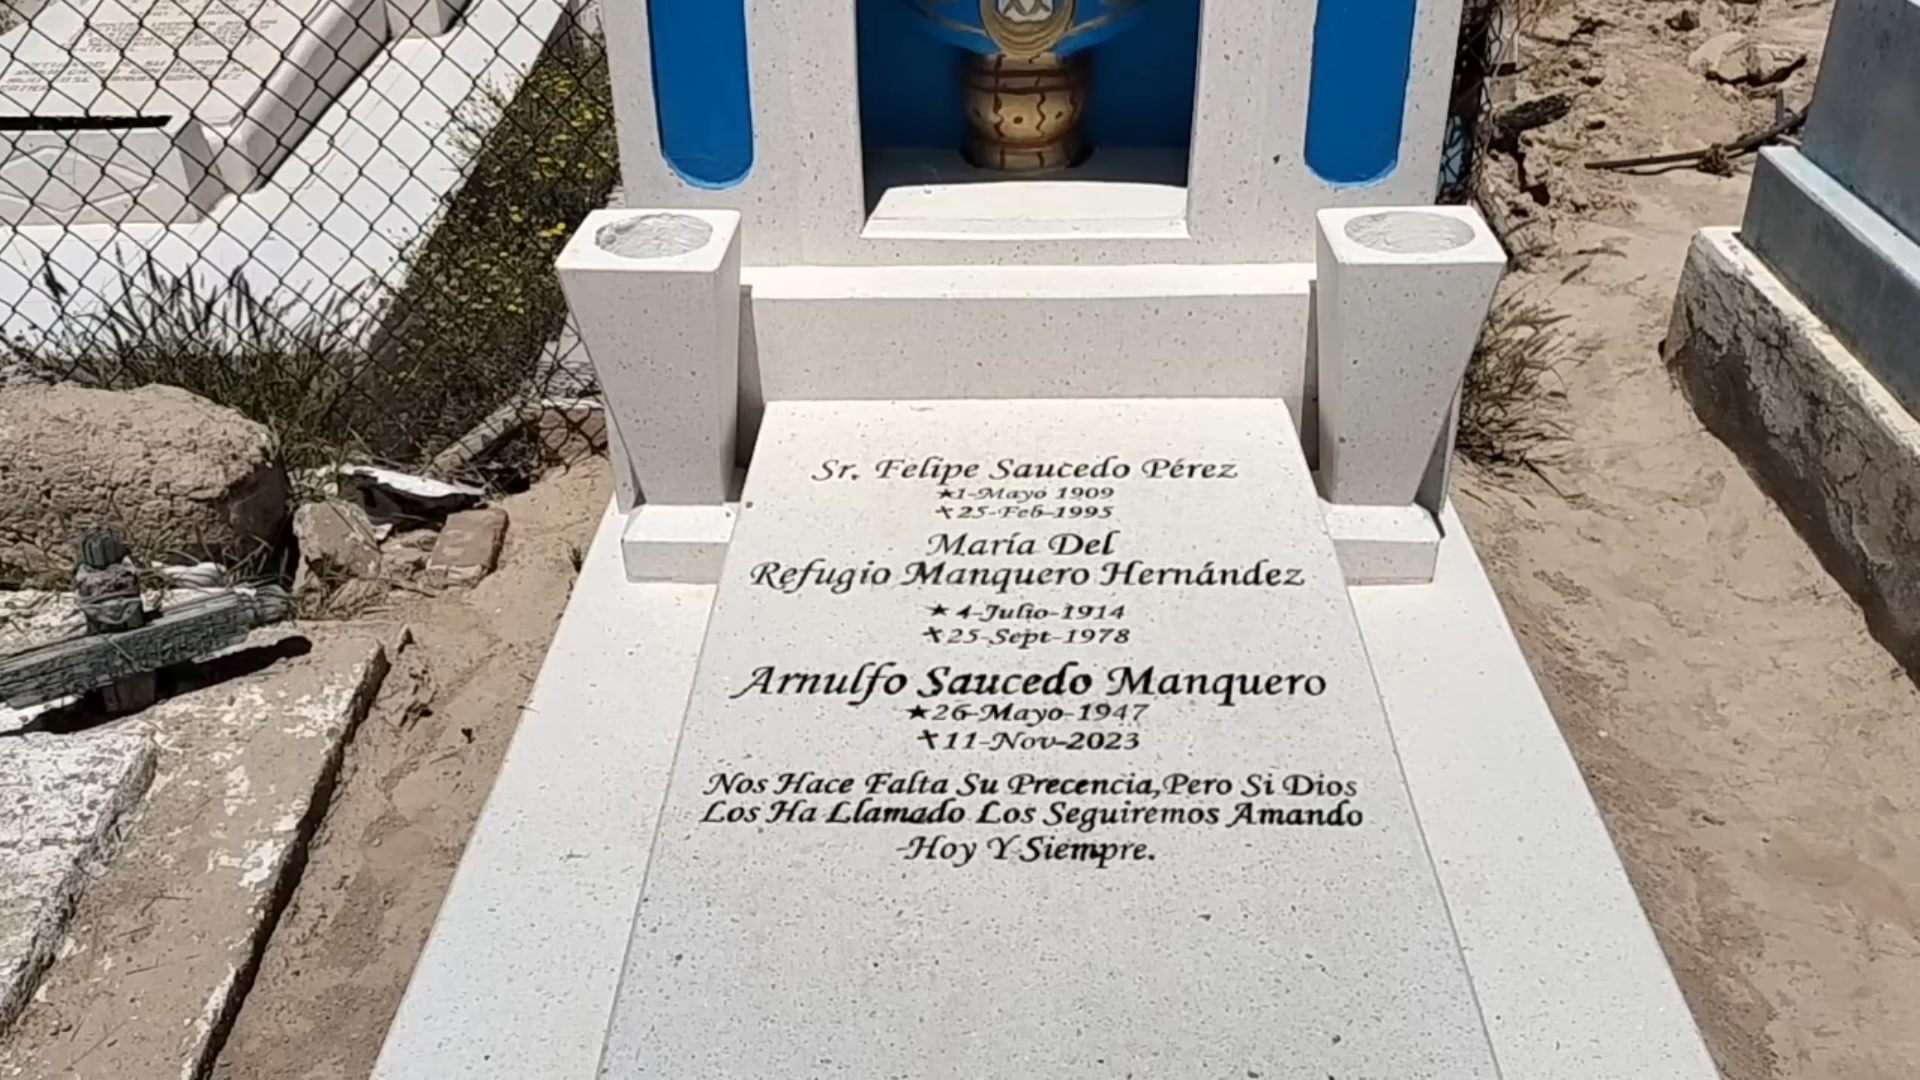 Sr. Felipe Saucedo Pérez
★1-Mayo 1909
✝25-Feb-1995
María Del
Refugio Manquero Hernández
★ 4-Julio-1914
✝25-Sept-1978
Arnulfo Saucedo Manquero
★26-Mayo-1947
✝11-Nov-2023
Nos Hace Falta Su Precencia,Pero Si Dios
Los Ha Llamado Los Seguiremos Amando
Hoy Y Siempre.